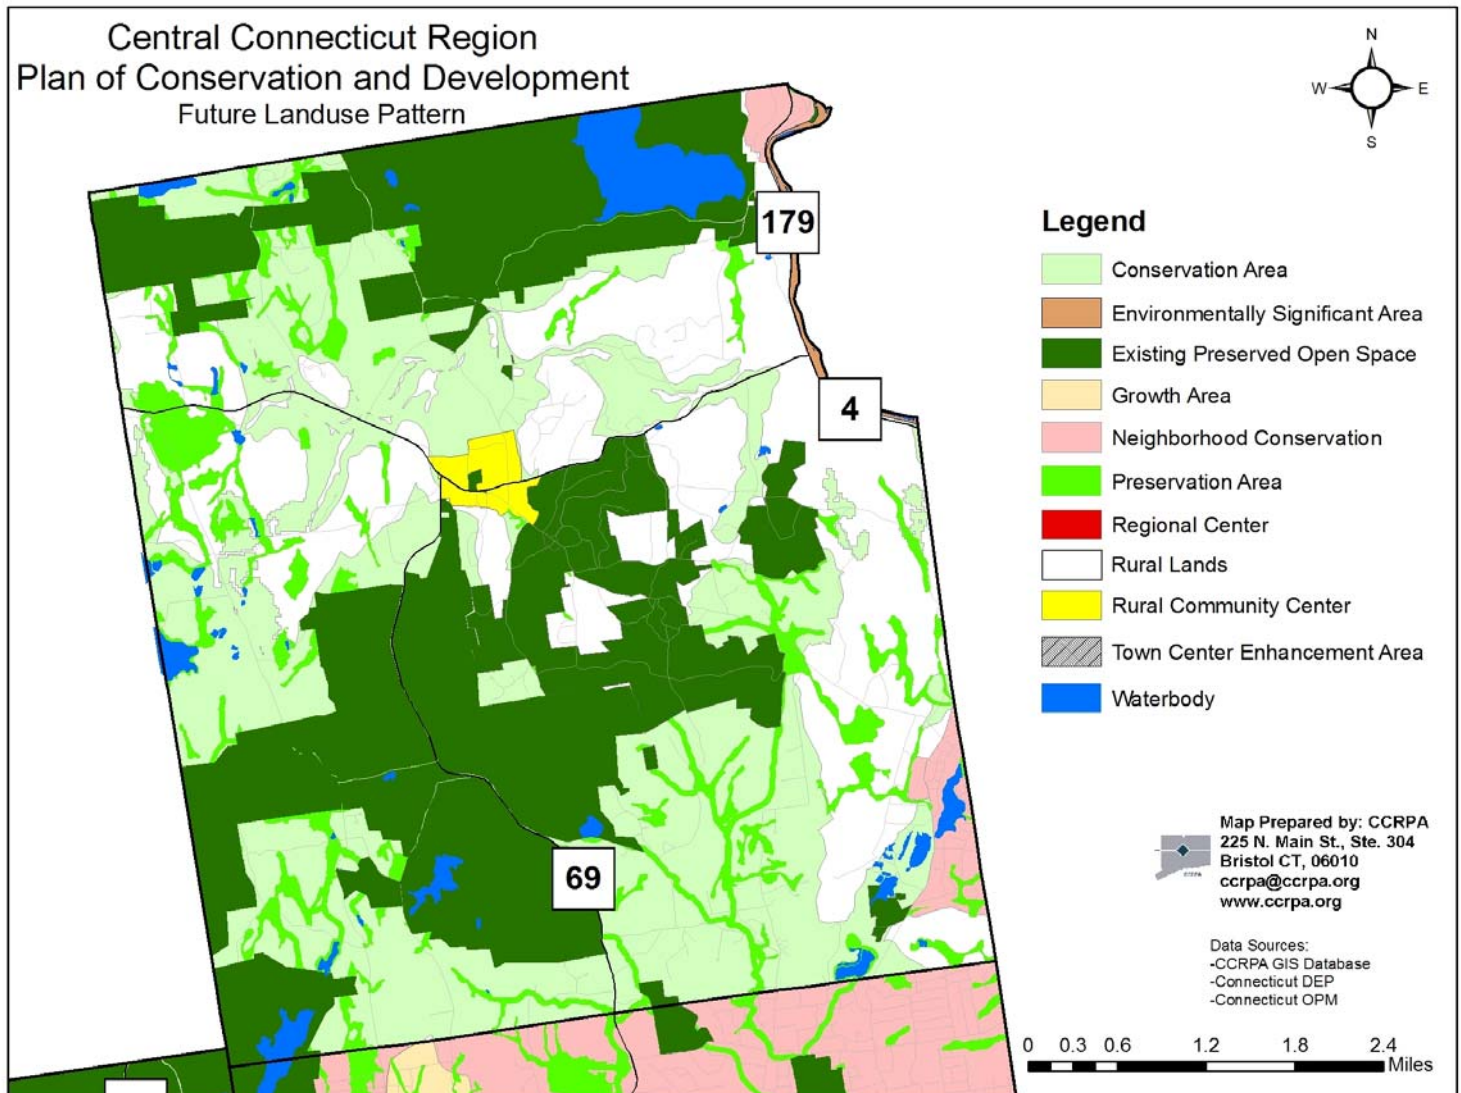 Central Connecticut Region
Plan of Conservation and Development
Future Landuse Pattern
N
W E
S
179
4
69
Legend
Conservation Area
Environmentally Significant Area
Existing Preserved Open Space
Growth Area
Neighborhood Conservation
Preservation Area
Regional Center
Rural Lands
Rural Community Center
Town Center Enhancement Area
Waterbody
Map Prepared by: CCRPA
225 N. Main St., Ste. 304
Bristol CT, 06010
ccrpa@ccrpa.org
www.ccrpa.org
Data Sources:
-CCRPA GIS Database
-Connecticut DEP
-Connecticut OPM
0 0.3 0.6 1.2 1.8 2.4
Miles